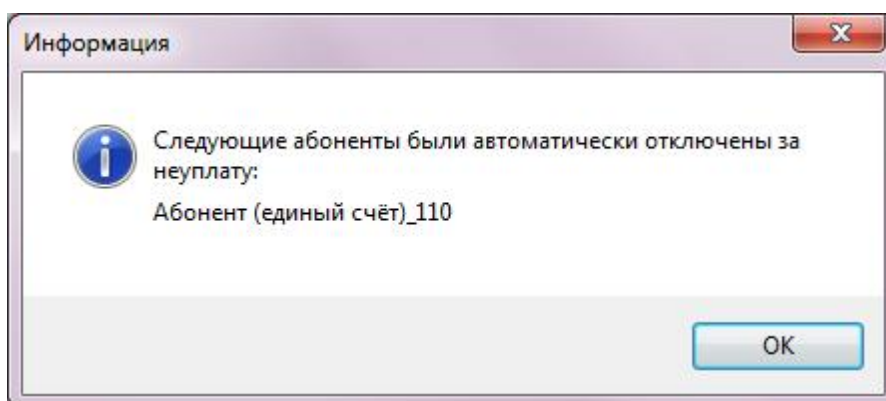 Информация
Следующие абоненты были автоматически отключены за
неуплату:
Абонент (единый счёт)_110
OK